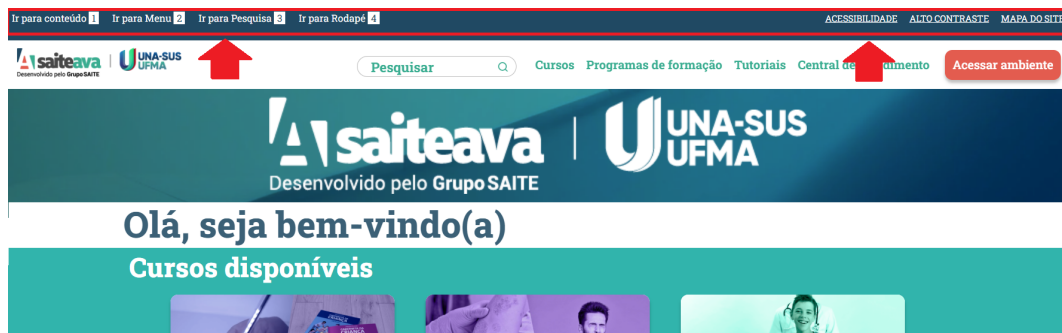 Ir para conteúdo 1 Ir para Menu 2 Ir para Pesquisa 3 Ir para Rodapé 4 ACESSIBILIDADE ALTO CONTRASTE MAPA DO SITE
saiteava UNA-SUS UFMA
Desenvolvido pelo Grupo SAITE
Pesquisar Cursos Programas de formação Tutoriais Central de Acessar ambiente
saiteava UNA-SUS UFMA
Desenvolvido pelo Grupo SAITE
Olá, seja bem-vindo(a)
Cursos disponíveis
CRIANÇA